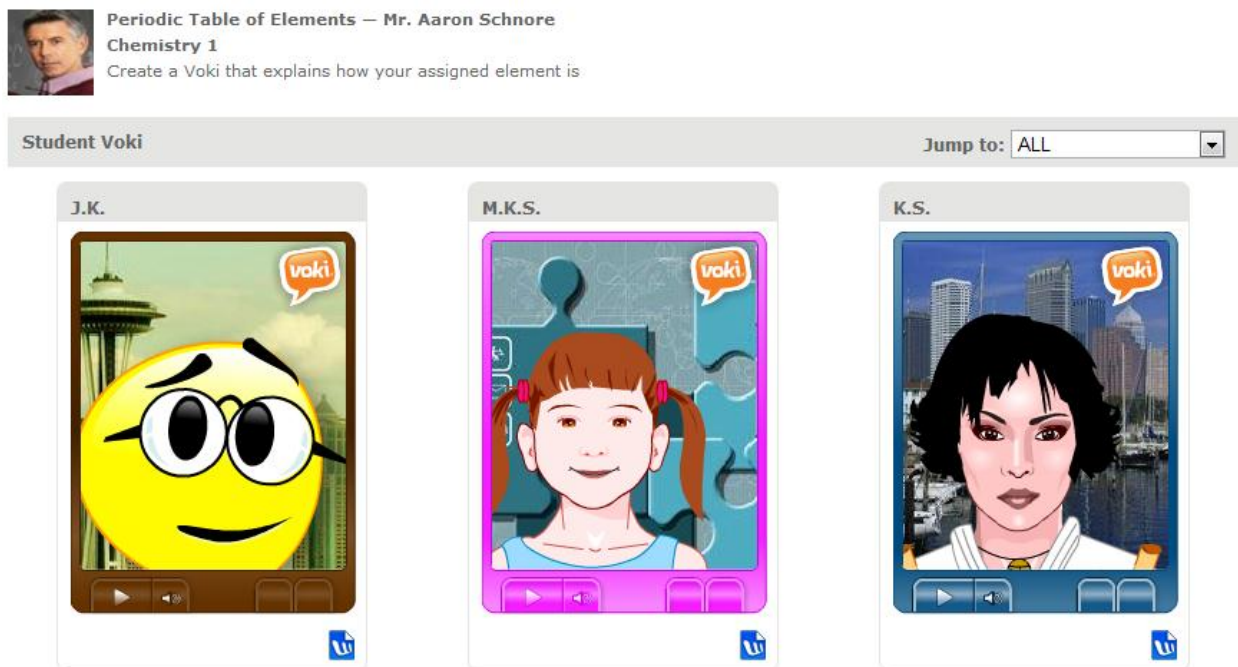 Periodic Table of Elements — Mr. Aaron Schnore
Chemistry 1
Create a Voki that explains how your assigned element is
Student Voki
Jump to: ALL
J.K.
M.K.S.
K.S.
voki
voki
voki